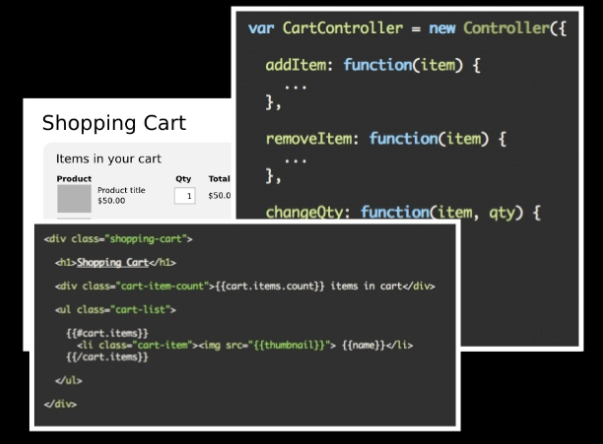 var CartController = new Controller({
addItem: function(item) {
...
},
removeItem: function(item) {
...
},
changeQty: function(item, qty) {
Shopping Cart
Items in your cart
Product Qty Total
Product title
$50.00
1
$50.0
<div class="shopping-cart">
<h1>Shopping Cart</h1>
<div class="cart-item-count">{{cart.items.count}} items in cart</div>
<ul class="cart-list">
{{#cart.items}}
<li class="cart-item"><img src="{{thumbnail}}"> {{name}}</li>
{{/cart.items}}
</ul>
</div>